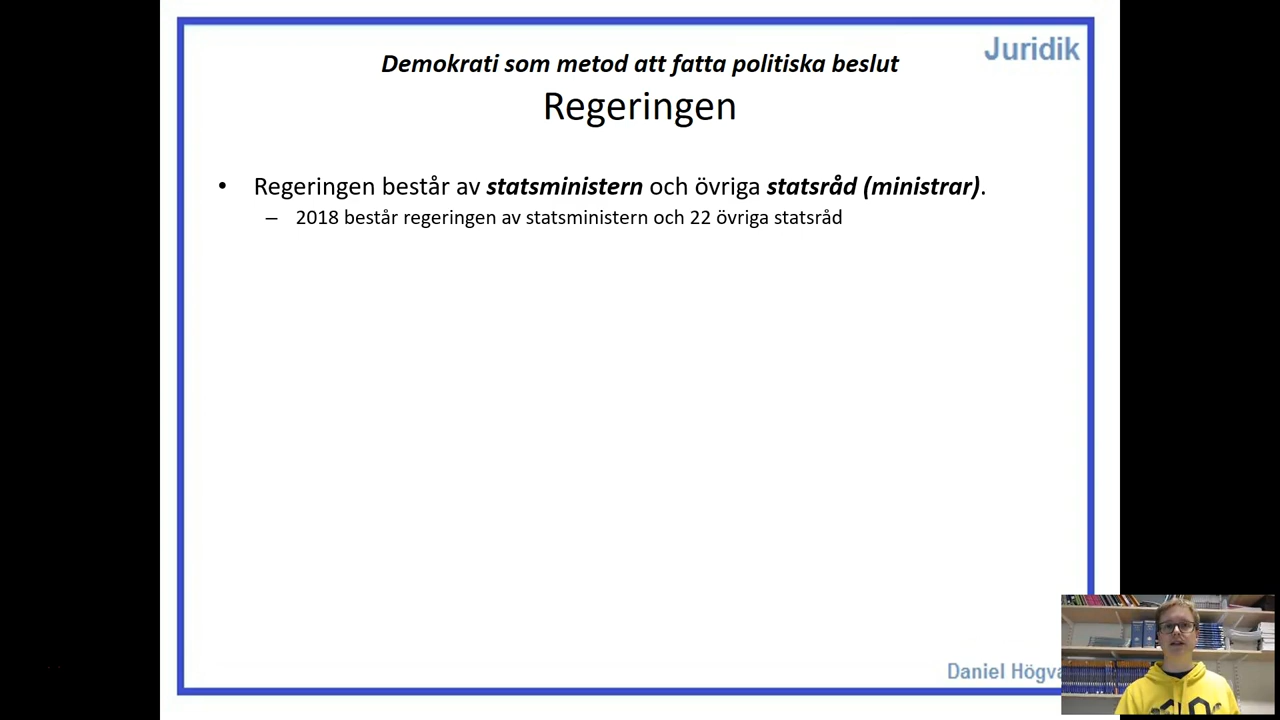 Juridik
Demokrati som metod att fatta politiska beslut
Regeringen
• Regeringen består av statsministern och övriga statsråd (ministrar).
– 2018 består regeringen av statsministern och 22 övriga statsråd
Daniel